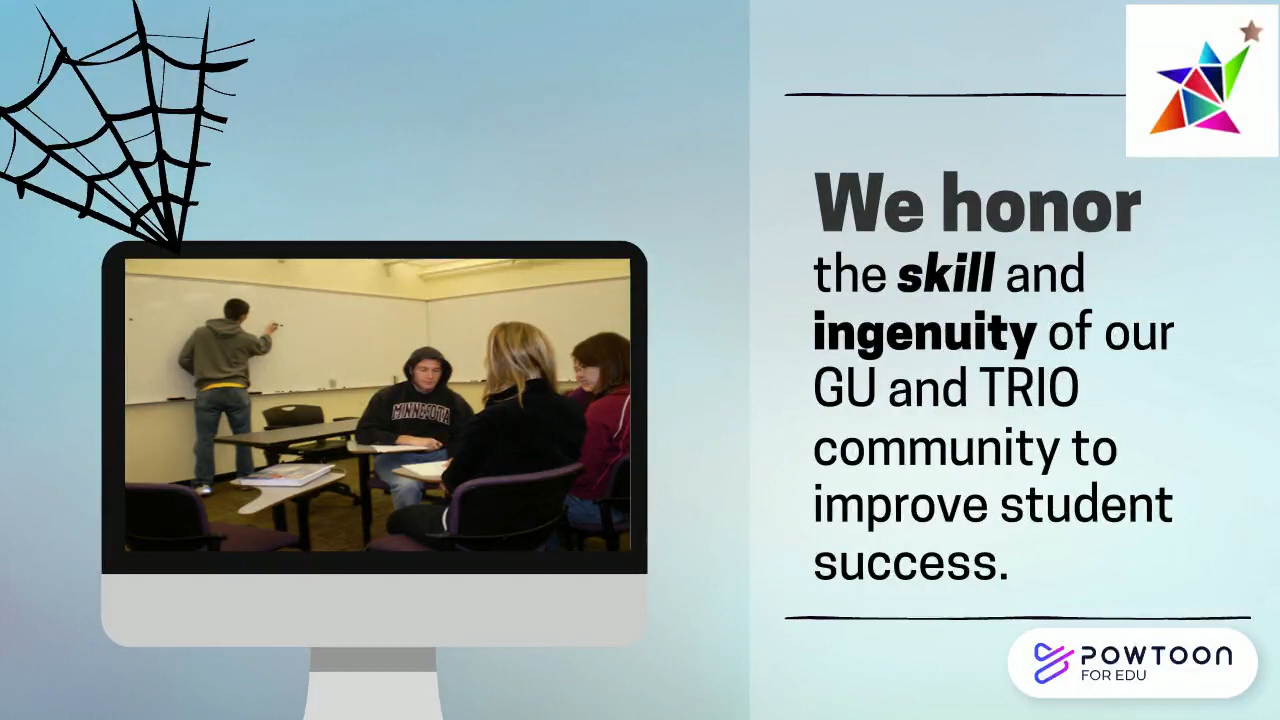 We honor
the skill and
ingenuity of our
GU and TRIO
community to
improve student
success.
MINNESOTA
POWTOON
FOR EDU